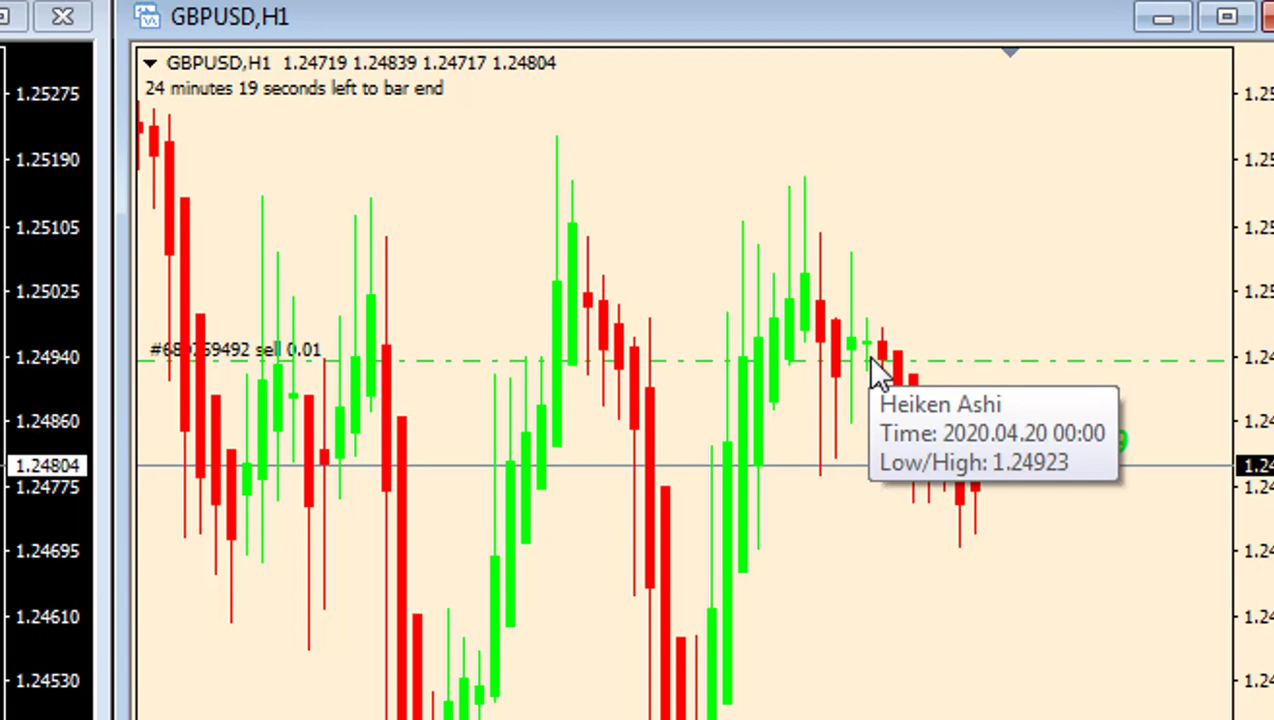 GBPUSD,H1
GBPUSD,H1 1.24719 1.24839 1.24717 1.24804
24 minutes 19 seconds left to bar end
1.25275
1.25190
1.25105
1.25025
1.24940
1.24860
1.24804
1.24775
1.24695
1.24610
1.24530
sell 0.01
Heiken Ashi
Time: 2020.04.20 00:00
Low/High: 1.24923